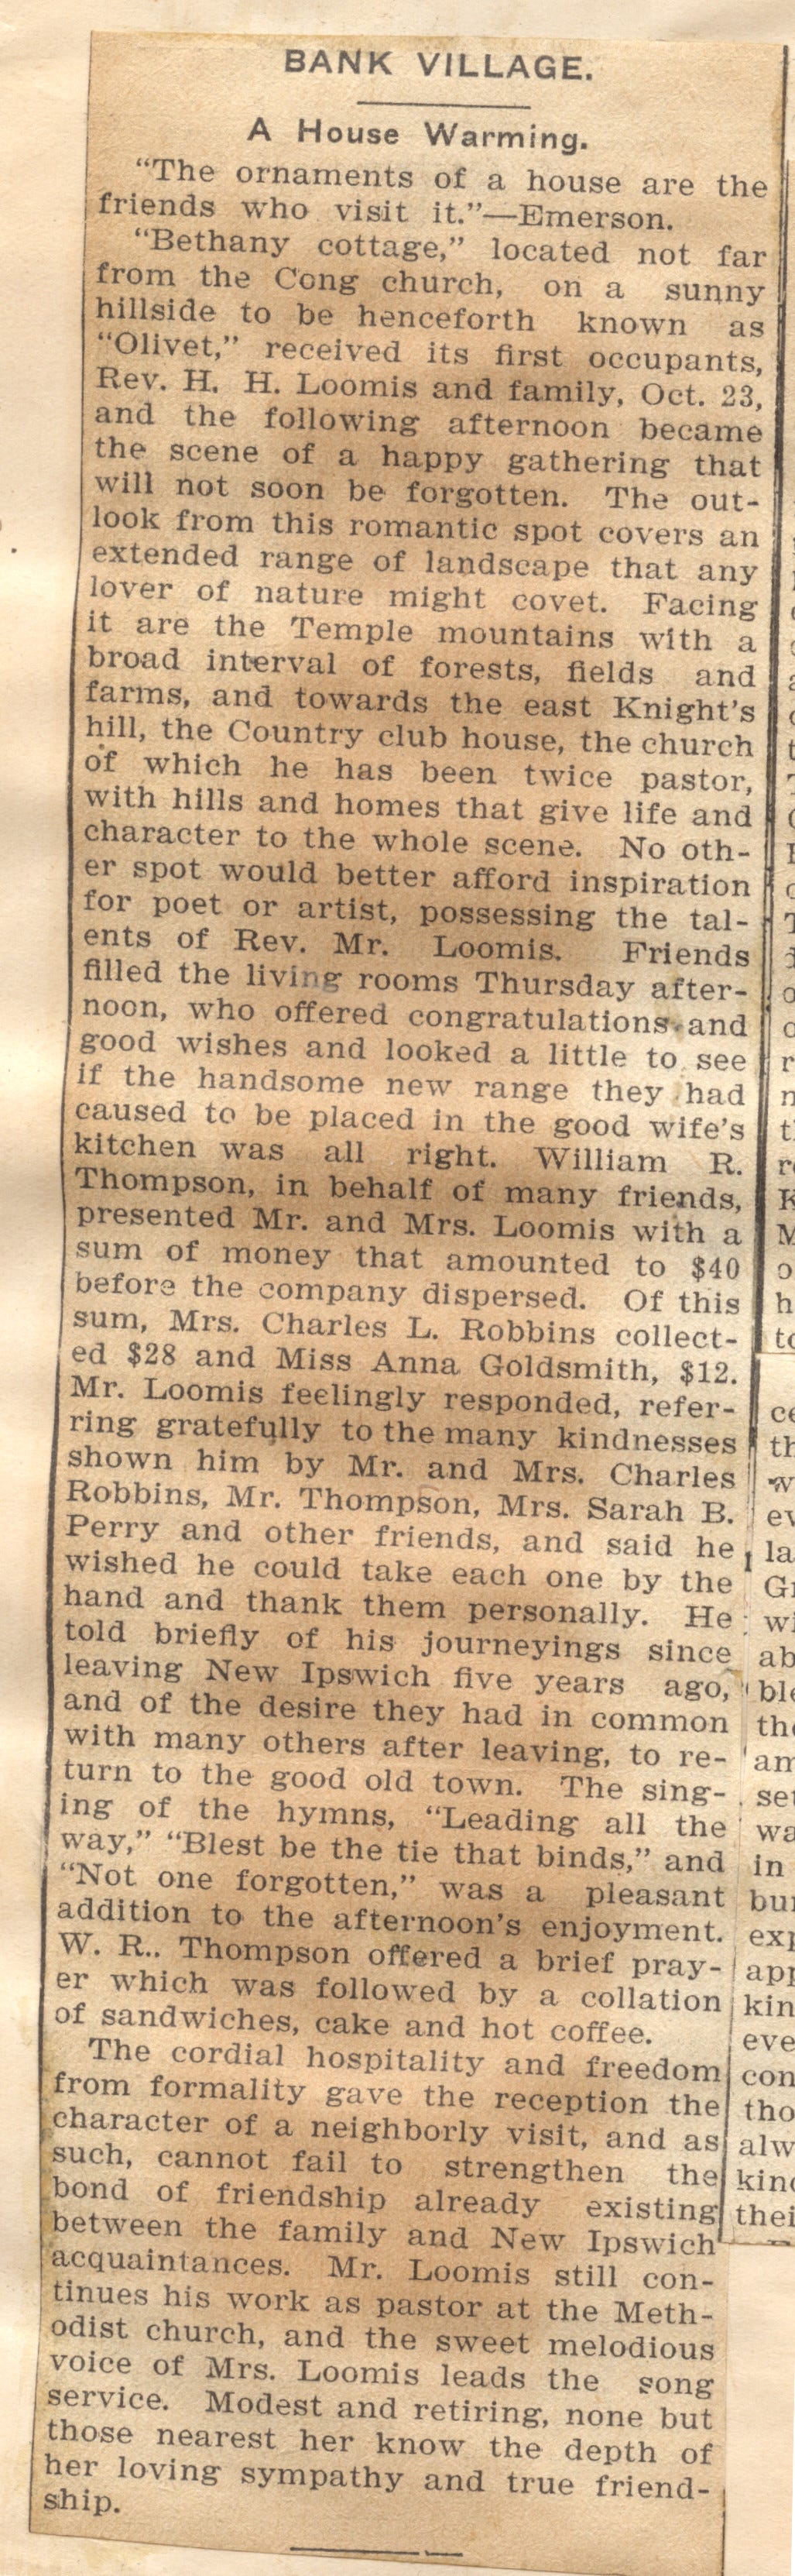 BANK VILLAGE.
A House Warming.
"The ornaments of a house are the
friends who visit it."—Emerson.
"Bethany cottage," located not far
from the Cong church, on a sunny
hillside to be henceforth known as
"Olivet," received its first occupants,
Rev. H. H. Loomis and family, Oct. 23,
and the following afternoon became
the scene of a happy gathering that
will not soon be forgotten. The out-
look from this romantic spot covers an
extended range of landscape that any
lover of nature might covet. Facing
it are the Temple mountains with a
broad interval of forests, fields and
farms, and towards the east Knight's
hill, the Country club house, the church
of which he has been twice pastor,
with hills and homes that give life and
character to the whole scene. No oth-
er spot would better afford inspiration
for poet or artist, possessing the tal-
ents of Rev. Mr. Loomis. Friends
filled the living rooms Thursday after-
noon, who offered congratulations and
good wishes and looked a little to see
if the handsome new range they had
caused to be placed in the good wife's
kitchen was all right. William R.
Thompson, in behalf of many friends,
presented Mr. and Mrs. Loomis with a
sum of money that amounted to $40
before the company dispersed. Of this
sum, Mrs. Charles L. Robbins collect-
ed $28 and Miss Anna Goldsmith, $12.
Mr. Loomis feelingly responded, refer-
ring gratefully to the many kindnesses
shown him by Mr. and Mrs. Charles
Robbins, Mr. Thompson, Mrs. Sarah B.
Perry and other friends, and said he
wished he could take each one by the
hand and thank them personally. He
told briefly of his journeyings since
leaving New Ipswich five years ago,
and of the desire they had in common
with many others after leaving, to re-
turn to the good old town. The sing-
ing of the hymns, "Leading all the
way," "Blest be the tie that binds," and
"Not one forgotten," was a pleasant
addition to the afternoon's enjoyment.
W. R.. Thompson offered a brief pray-
er which was followed by a collation
of sandwiches, cake and hot coffee.
The cordial hospitality and freedom
from formality gave the reception the
character of a neighborly visit, and as
such, cannot fail to strengthen the
bond of friendship already existing
between the family and New Ipswich
acquaintances. Mr. Loomis still con-
tinues his work as pastor at the Meth-
odist church, and the sweet melodious
voice of Mrs. Loomis leads the song
service. Modest and retiring, none but
those nearest her know the depth of
her loving sympathy and true friend-
ship.